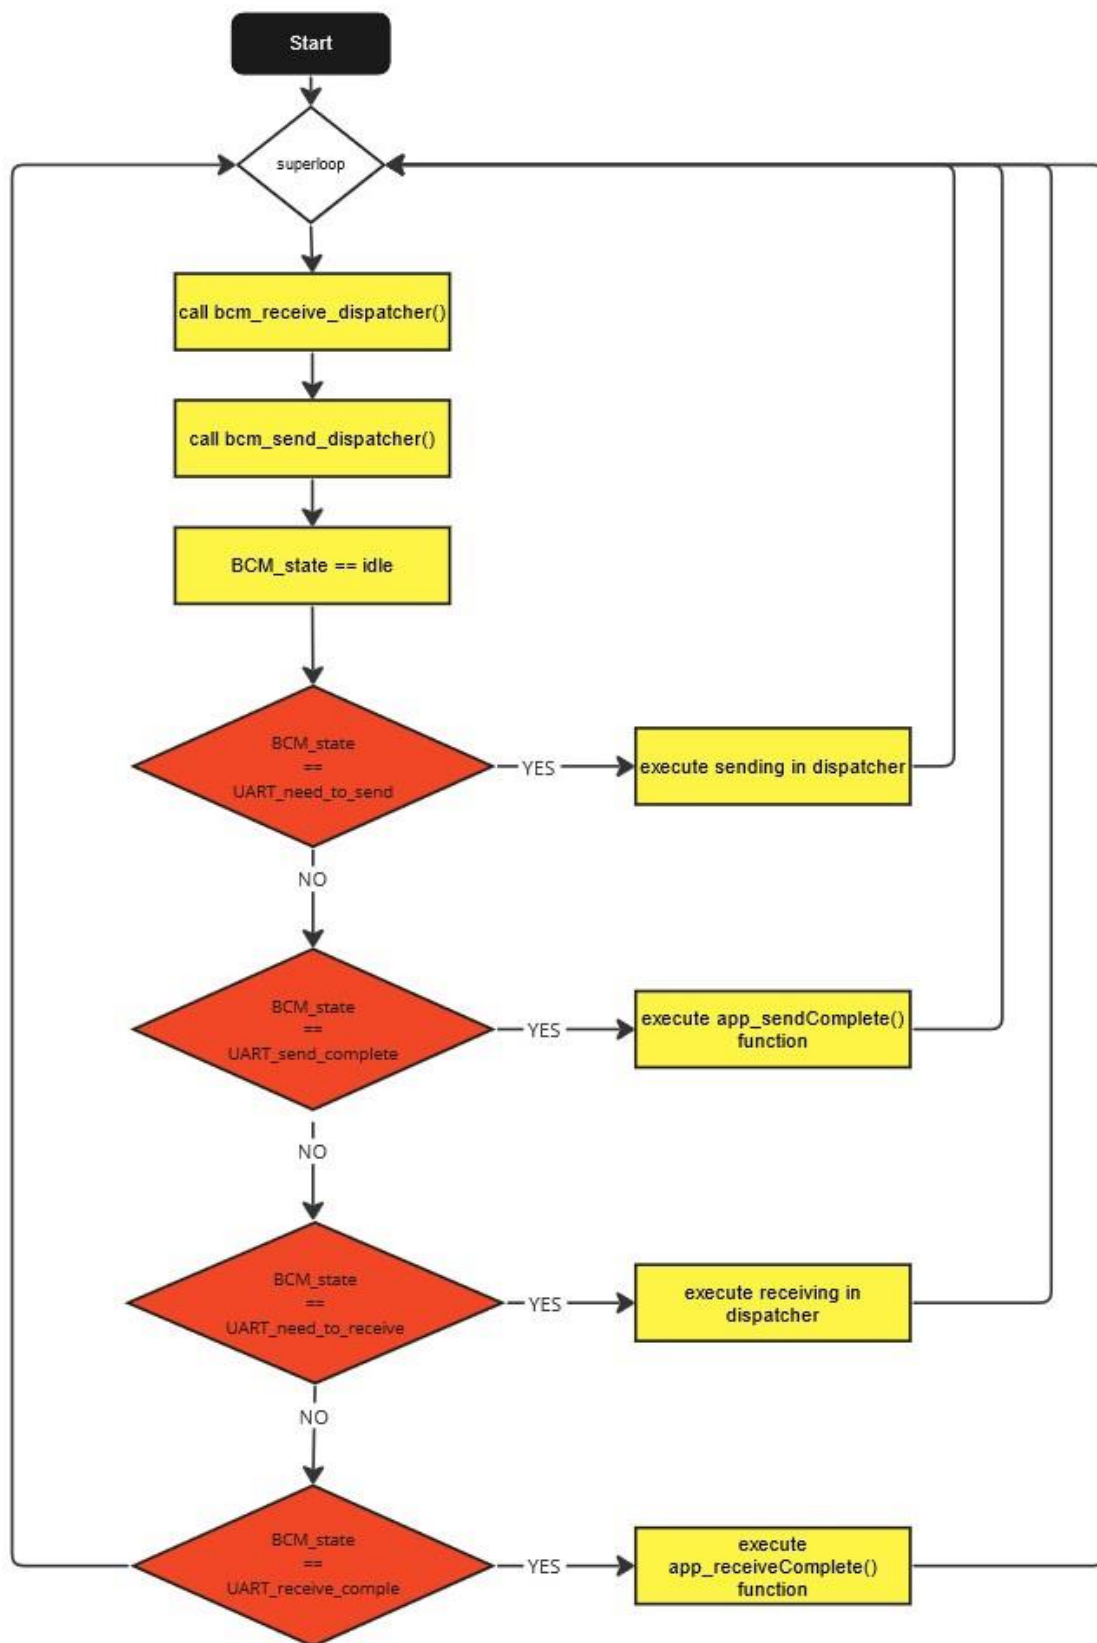 Start
superloop
call bcm_receive_dispatcher()
call bcm_send_dispatcher()
BCM_state == idle
BCM_state
==
UART_need_to_send
YES
execute sending in dispatcher
NO
BCM_state
==
UART_send_complete
YES
execute app_sendComplete()
function
NO
BCM_state
==
UART_need_to_receive
YES
execute receiving in
dispatcher
NO
BCM_state
==
UART_receive_comple
YES
execute
app_receiveComplete()
function